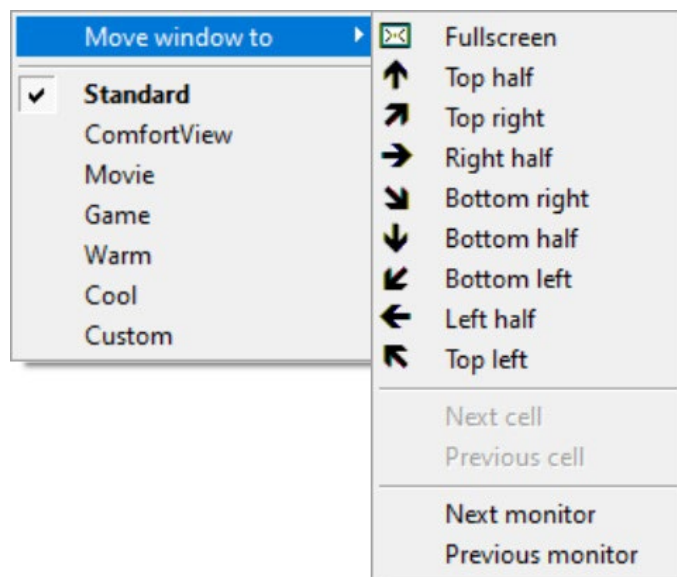 Move window to
Standard
ComfortView
Movie
Game
Warm
Cool
Custom
Fullscreen
Top half
Top right
Right half
Bottom right
Bottom half
Bottom left
Left half
Top left
Next cell
Previous cell
Next monitor
Previous monitor